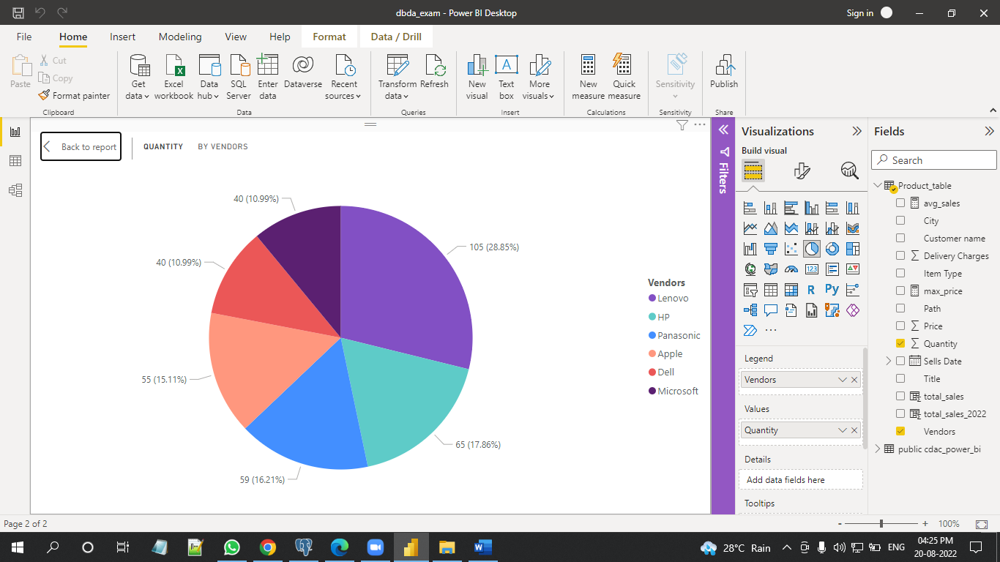 dbda_exam - Power BI Desktop
Sign in
File Home Insert Modeling View Help Format Data / Drill
Paste
Cut
Copy
Format painter
Clipboard
Get data
Excel workbook
Data hub
SQL Server
Enter data
Dataverse
Recent sources
Data
Transform data
Refresh
Queries
New visual
Text box
More visuals
Insert
New measure
Quick measure
Calculations
Sensitivity
Sensitivity
Publish
Share
Back to report
QUANTITY BY VENDORS
40 (10.99%)
105 (28.85%)
40 (10.99%)
55 (15.11%)
65 (17.86%)
59 (16.21%)
Vendors
Lenovo
HP
Panasonic
Apple
Dell
Microsoft
Filters
Visualizations
Build visual
123
R
Py
Legend
Vendors
Values
Quantity
Details
Add data fields here
Tooltips
Fields
Search
Product_table
avg_sales
City
Customer name
Delivery Charges
Item Type
max_price
Path
Price
Quantity
Sells Date
Title
total_sales
total_sales_2022
Vendors
public cdac_power_bi
Page 2 of 2
- + 100%
28°C Rain
ENG
04:25 PM
20-08-2022